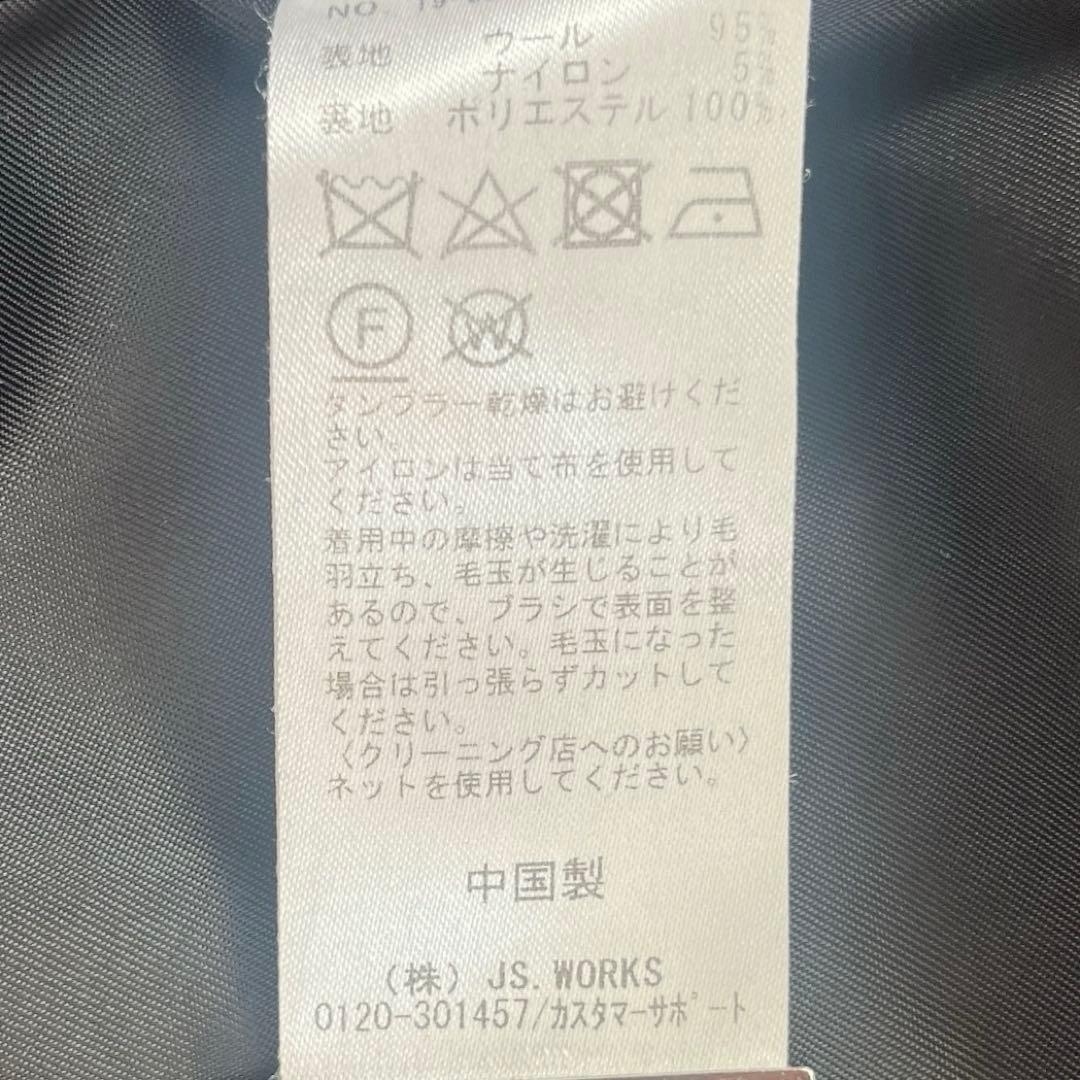 NO. 19
表地 ウール 95%
ナイロン 5%
裏地 ポリエステル 100%
F W
タンブラー乾燥はお避けくだ
さい。
アイロンは当て布を使用して
ください。
着用中の摩擦や洗濯により毛
羽立ち、毛玉が生じることが
あるので、ブラシで表面を整
えてください。毛玉になった
場合は引っ張らずカットして
ください。
〈クリーニング店へのお願い〉
ネットを使用してください。
中国製
(株) JS.WORKS
0120-301457/カスタマーサポート